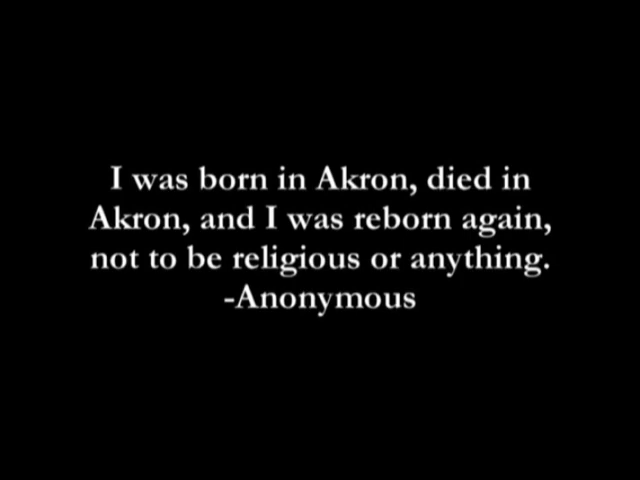 I was born in Akron, died in
Akron, and I was reborn again,
not to be religious or anything.
-Anonymous